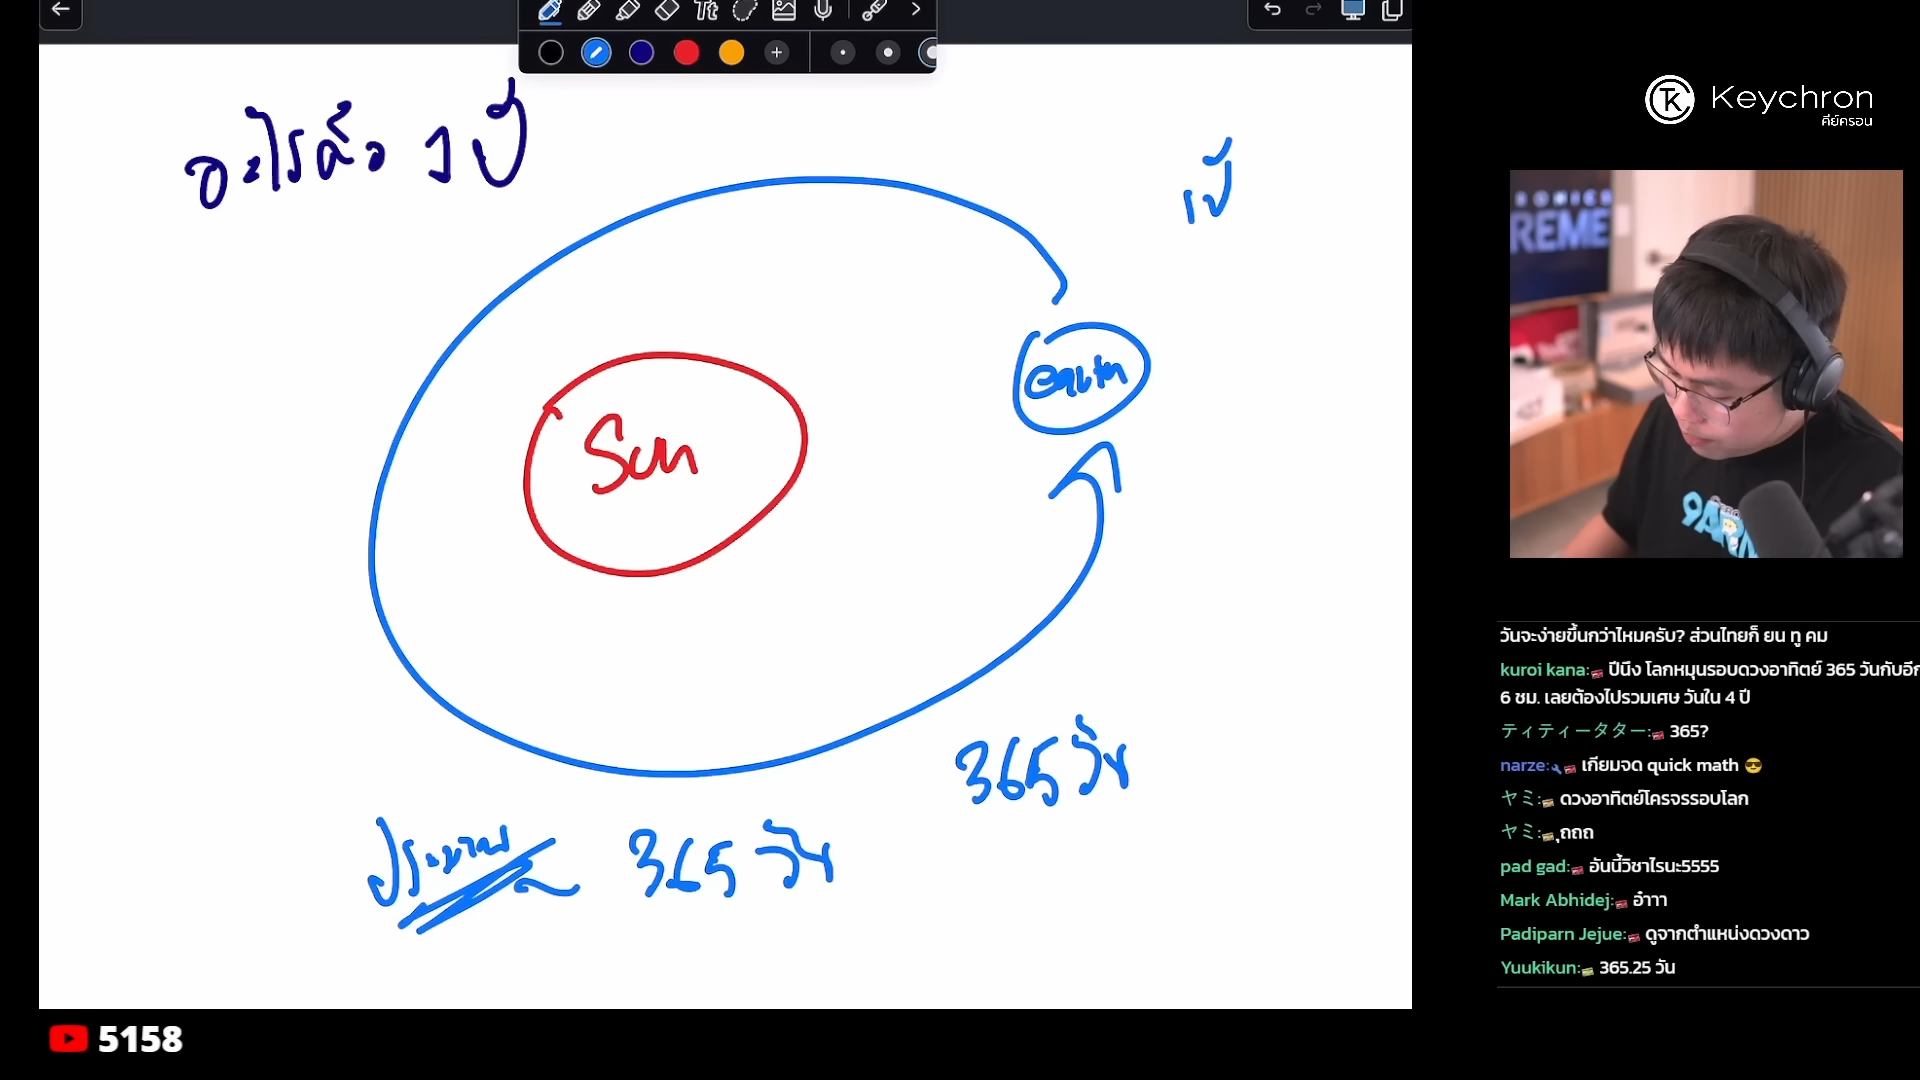 Tt
อะไรคือ 1 ปี
Sun
earth
365 วัน
ประมาณ ~ 365 วัน
Keychron
คีย์ครอน
REME
9AR
วันจะง่ายขึ้นกว่าไหมครับ? ส่วนไทยก็ ยน ทู คม
kuroi kana: ปีนึง โลกหมุนรอบดวงอาทิตย์ 365 วันกับอีก
6 ชม. เลยต้องไปรวมเศษ วันใน 4 ปี
ティティータター: 365?
narze: เกียมจด quick math 😎
ヤミ: ดวงอาทิตย์โครจรรอบโลก
ヤミ: ุถถถ
pad gad: อันนี้วิชาไรนะ5555
Mark Abhidej: อ๋าาา
Padiparn Jejue: ดูจากตำแหน่งดวงดาว
Yuukikun: 365.25 วัน
5158